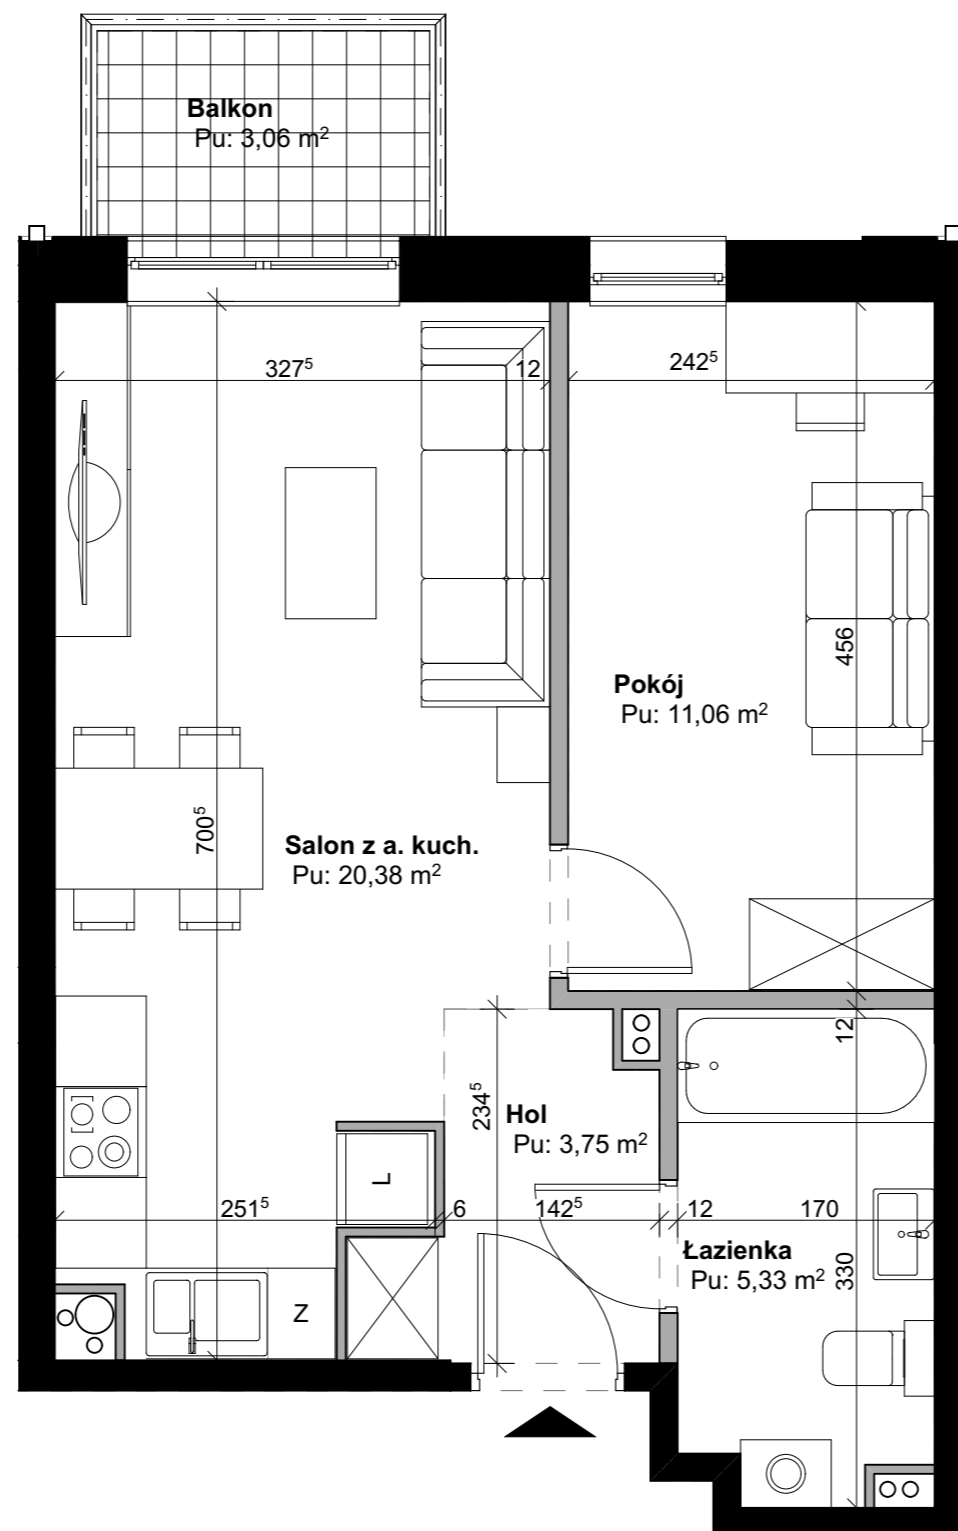 Balkon
Pu: 3,06 m²
327⁵
12
242⁵
456
Pokój
Pu: 11,06 m²
700⁵
Salon z a. kuch.
Pu: 20,38 m²
12
234⁵
Hol
Pu: 3,75 m²
L
251⁵
6
142⁵
12
170
Łazienka
Pu: 5,33 m²
330
Z